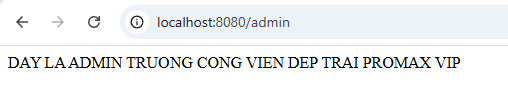 localhost:8080/admin
DAY LA ADMIN TRUONG CONG VIEN DEP TRAI PROMAX VIP